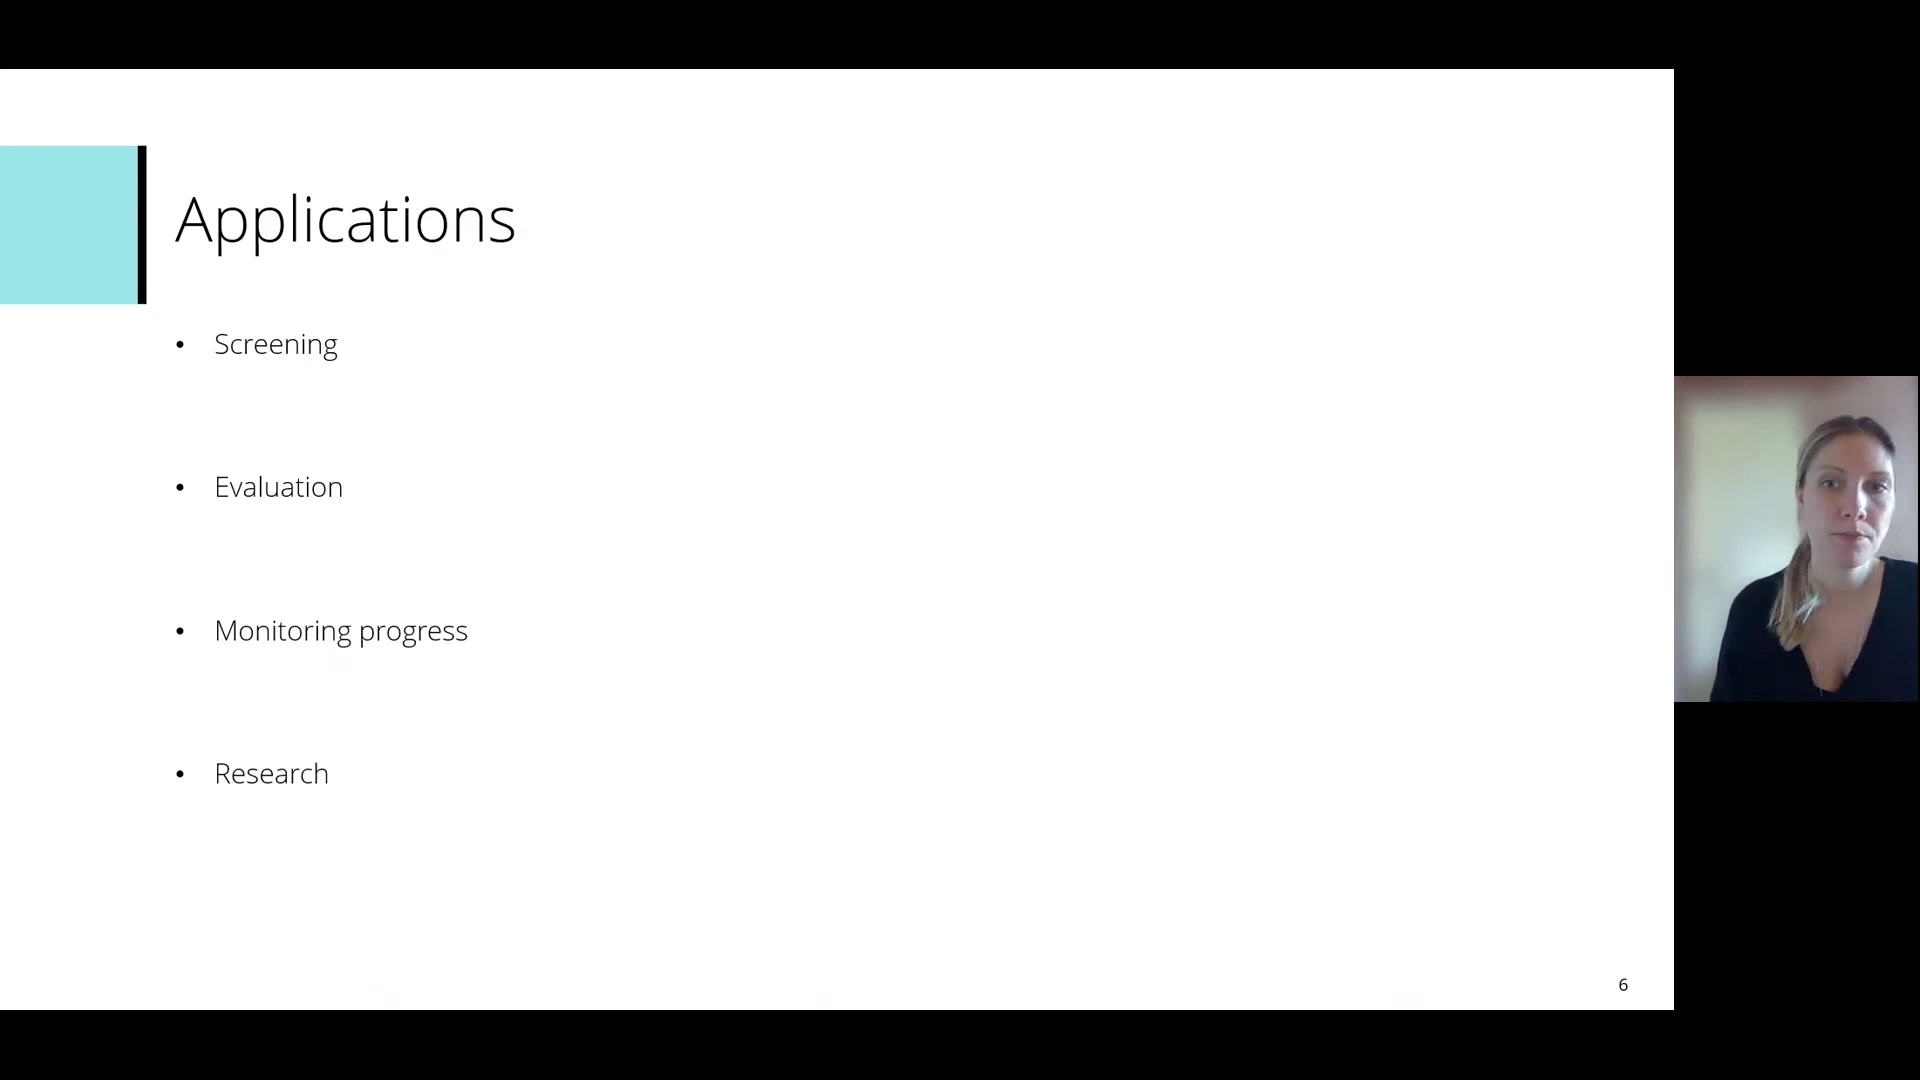 Applications
• Screening
• Evaluation
• Monitoring progress
• Research
6